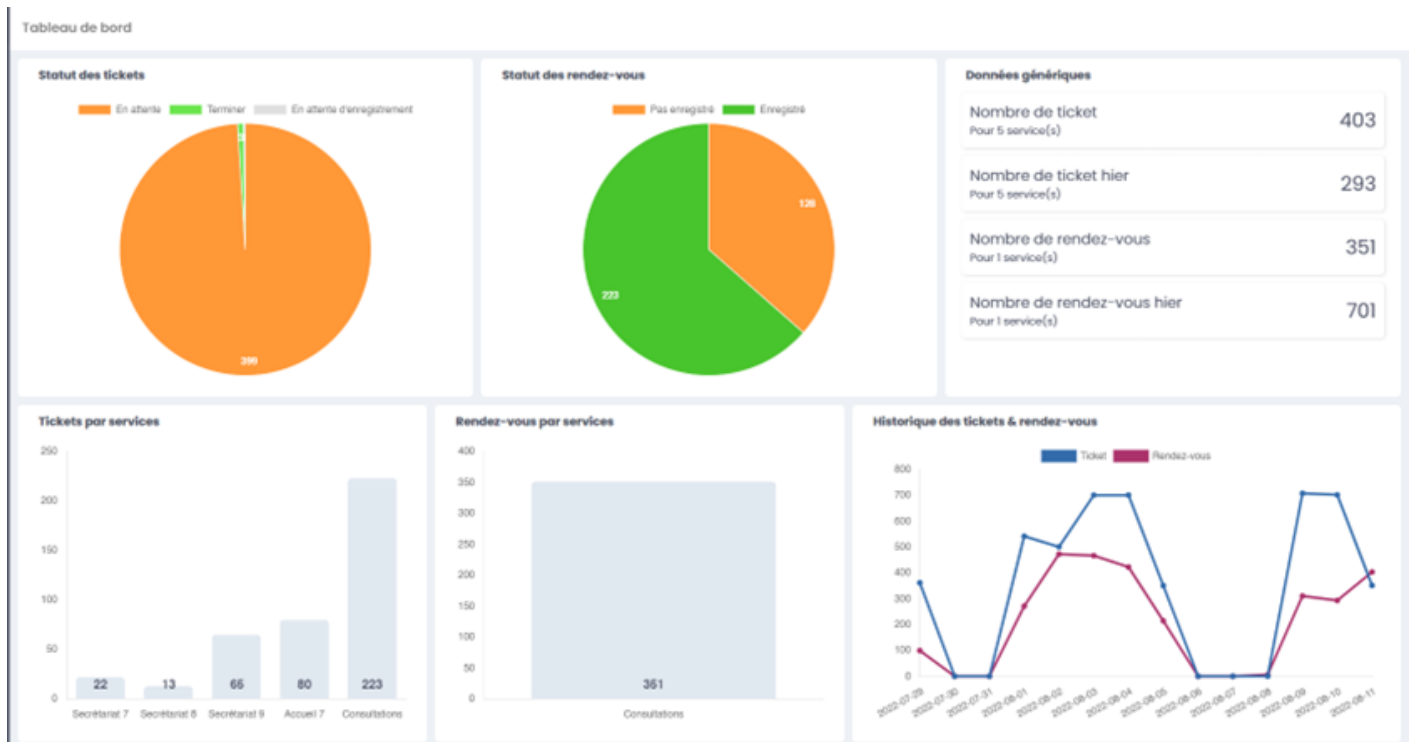 Tableau de bord
Statut des tickets
En attente Terminer En attente d'enregistrement
399
Statut des rendez-vous
Pas enregistré Enregistré
128
223
Données génériques
Nombre de ticket
Pour 5 service(s)
403
Nombre de ticket hier
Pour 5 service(s)
293
Nombre de rendez-vous
Pour 1 service(s)
351
Nombre de rendez-vous hier
Pour 1 service(s)
701
Tickets par services
250
200
150
100
50
0
22 13 65 80 223
Secrétariat 7 Secrétariat 8 Secrétariat 9 Accueil 7 Consultations
Rendez-vous par services
400
350
300
250
200
150
100
50
0
351
Consultations
Historique des tickets & rendez-vous
Ticket Rendez-vous
800
700
600
500
400
300
200
100
0
2022-07-29 2022-07-30 2022-07-31 2022-08-01 2022-08-02 2022-08-03 2022-08-04 2022-08-05 2022-08-06 2022-08-07 2022-08-08 2022-08-09 2022-08-10 2022-08-11